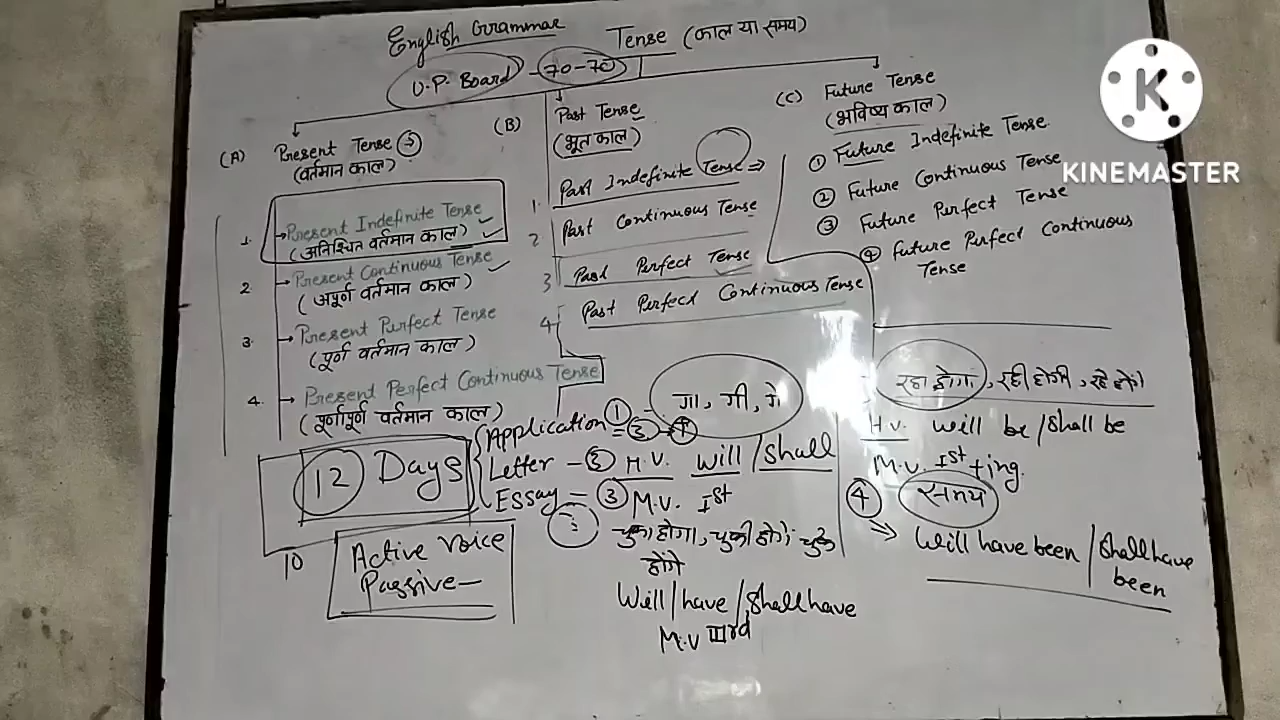 English Grammar
Tense (काल या समय)
U.P. Board - 70-70
(A) Present Tense
(वर्तमान काल)
1. Present Indefinite Tense
(अनिश्चित वर्तमान काल)
2 Present Continuous Tense
(अपूर्ण वर्तमान काल)
3. Present Perfect Tense
(पूर्ण वर्तमान काल)
4. Present Perfect Continuous Tense
(पूर्णापूर्ण वर्तमान काल)
(B) Past Tense
(भूत काल)
1. Past Indefinite Tense ⇒
2 Past Continuous Tense
3 Past Perfect Tense
4 Past Perfect Continuous Tense
(C) Future Tense
(भविष्य काल)
① Future Indefinite Tense
② Future Continuous Tense
③ Future Perfect Tense
④ Future Perfect Continuous
Tense
12 Days
Application =
Letter -
Essay =
10 Active Voice
Passive
① गा, गी, गे
② H.V. Will/Shall
③ M.V. Ist
चुका होगा, चुकी होगी चुके
होंगे
Will/have/Shall have
M.V IIIrd
रहा होगा, रही होगी, रहे होंगे
H.V. Will be/Shall be
M.V. Ist + ing.
④ समय
⇒ Will have been/Shall have
been
K
KINEMASTER